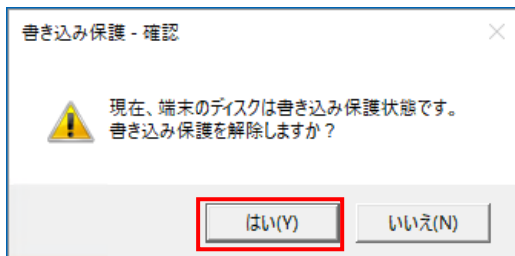 書き込み保護 - 確認
現在、端末のディスクは書き込み保護状態です。
書き込み保護を解除しますか？
はい(Y)
いいえ(N)